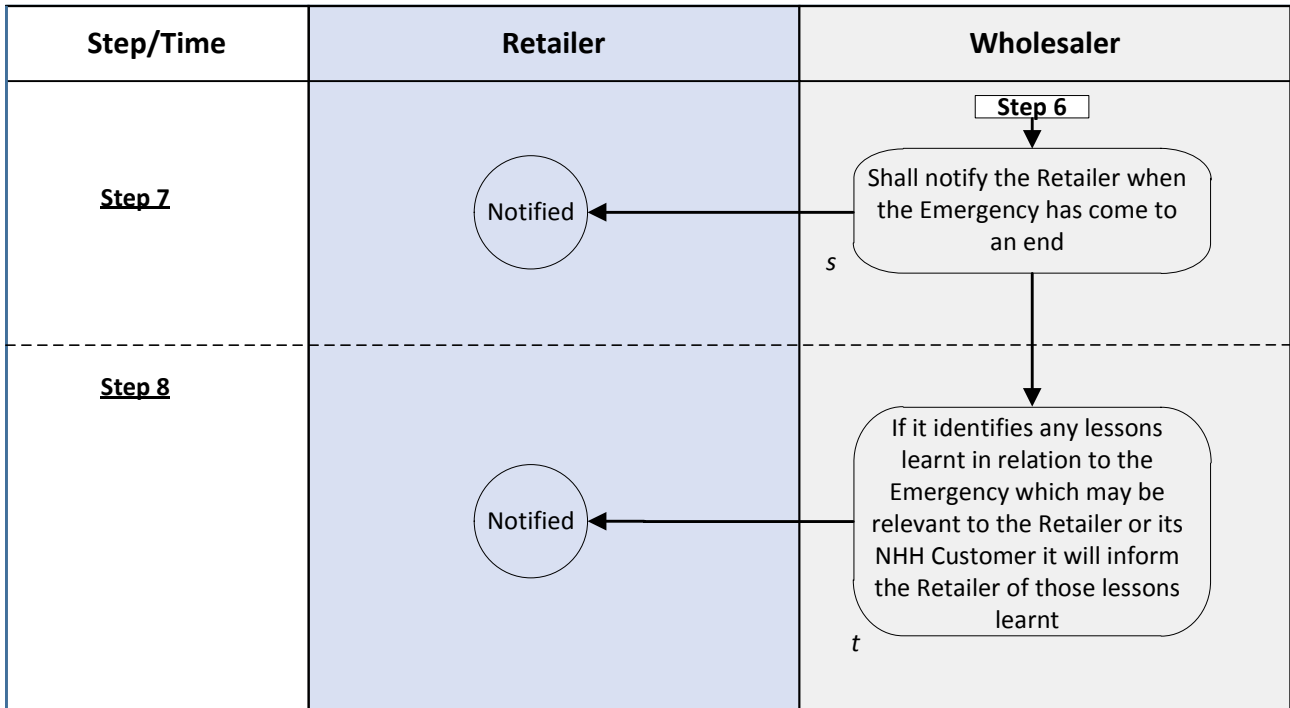 Step/Time
Retailer
Wholesaler
Step 6
Step 7
Notified
Shall notify the Retailer when
the Emergency has come to
an end
s
Step 8
Notified
If it identifies any lessons
learnt in relation to the
Emergency which may be
relevant to the Retailer or its
NHH Customer it will inform
the Retailer of those lessons
learnt
t